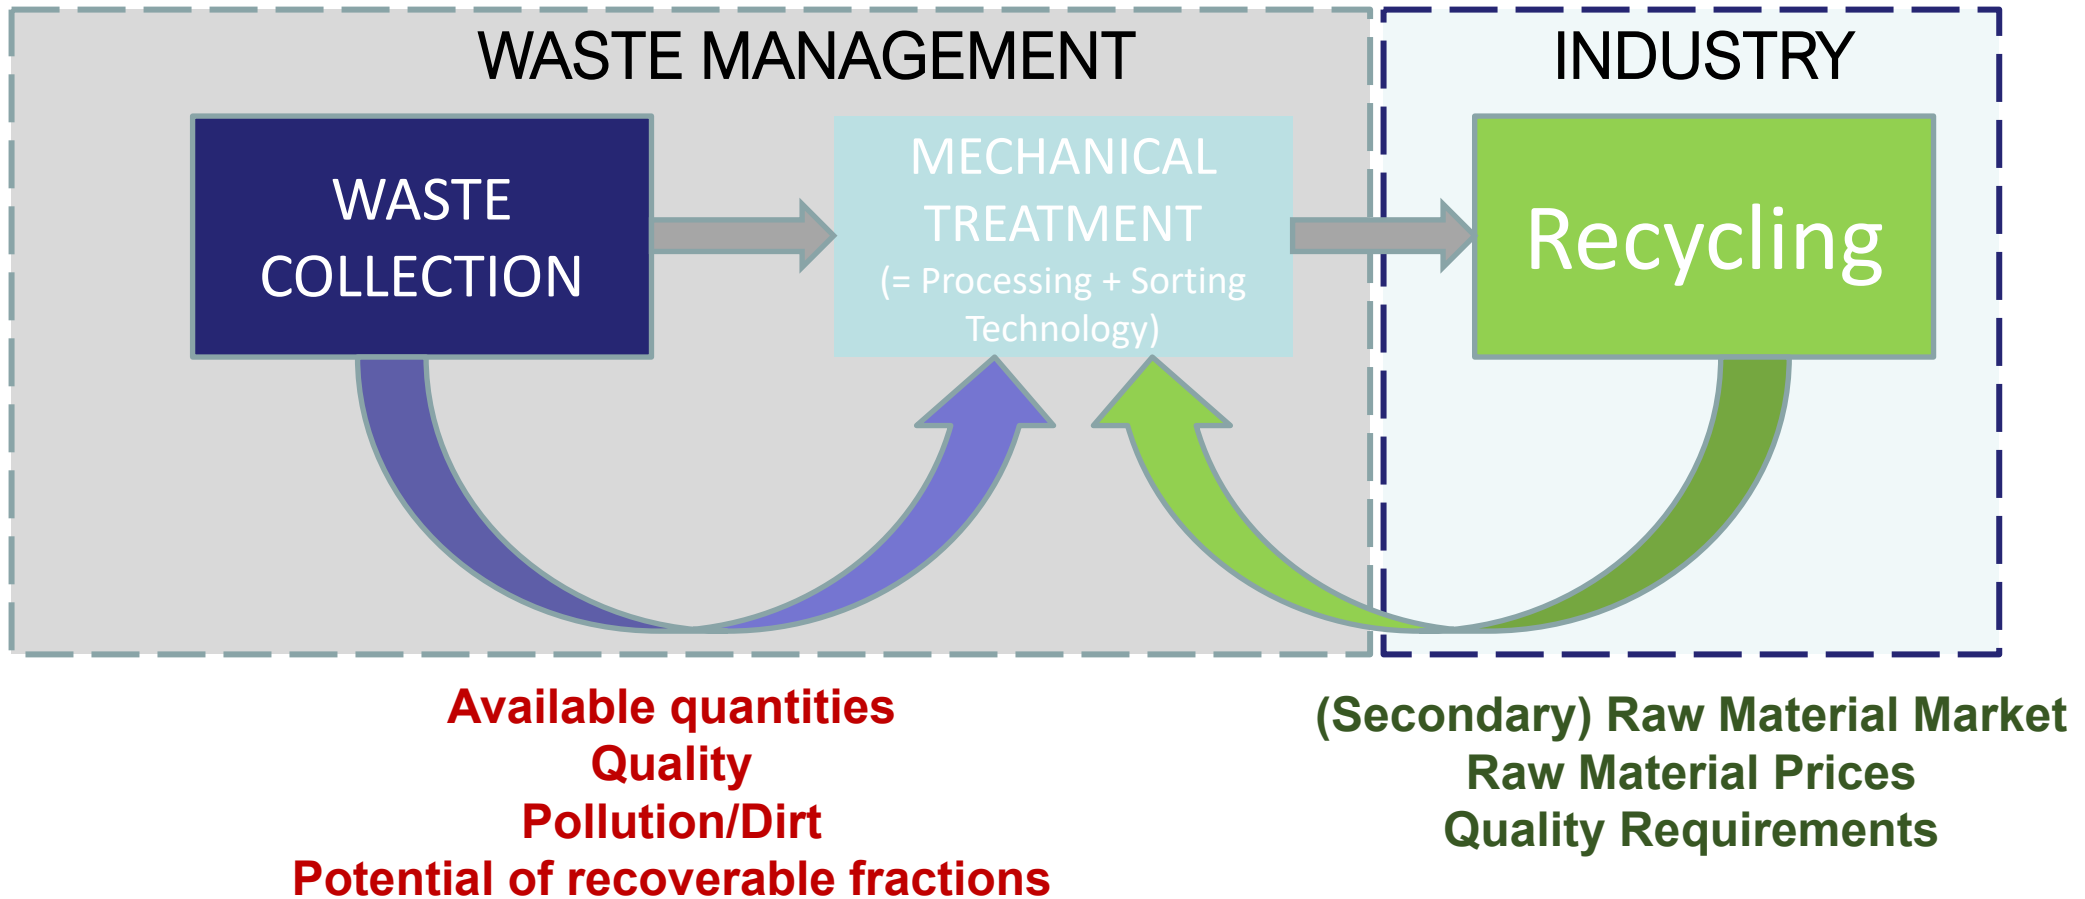 WASTE MANAGEMENT
INDUSTRY
WASTE
COLLECTION
MECHANICAL
TREATMENT
(= Processing + Sorting
Technology)
Recycling
Available quantities
Quality
Pollution/Dirt
Potential of recoverable fractions
(Secondary) Raw Material Market
Raw Material Prices
Quality Requirements